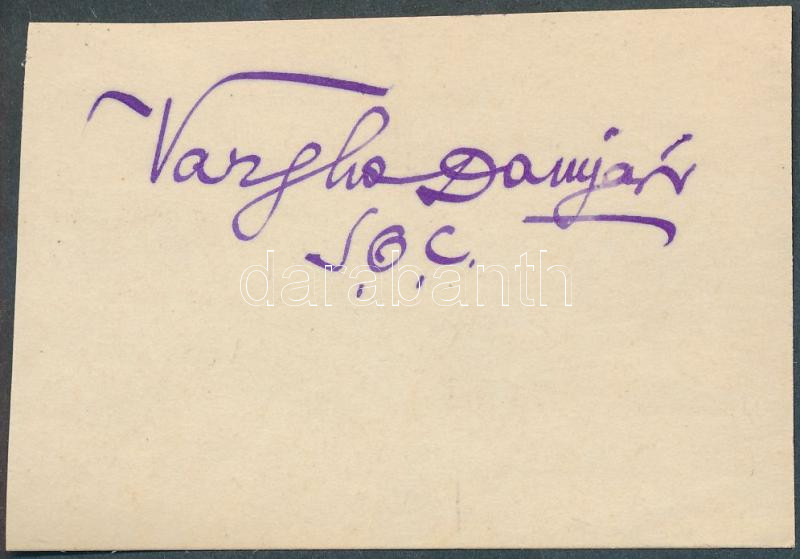 Vargha Damján
S. O. C.
darabanth